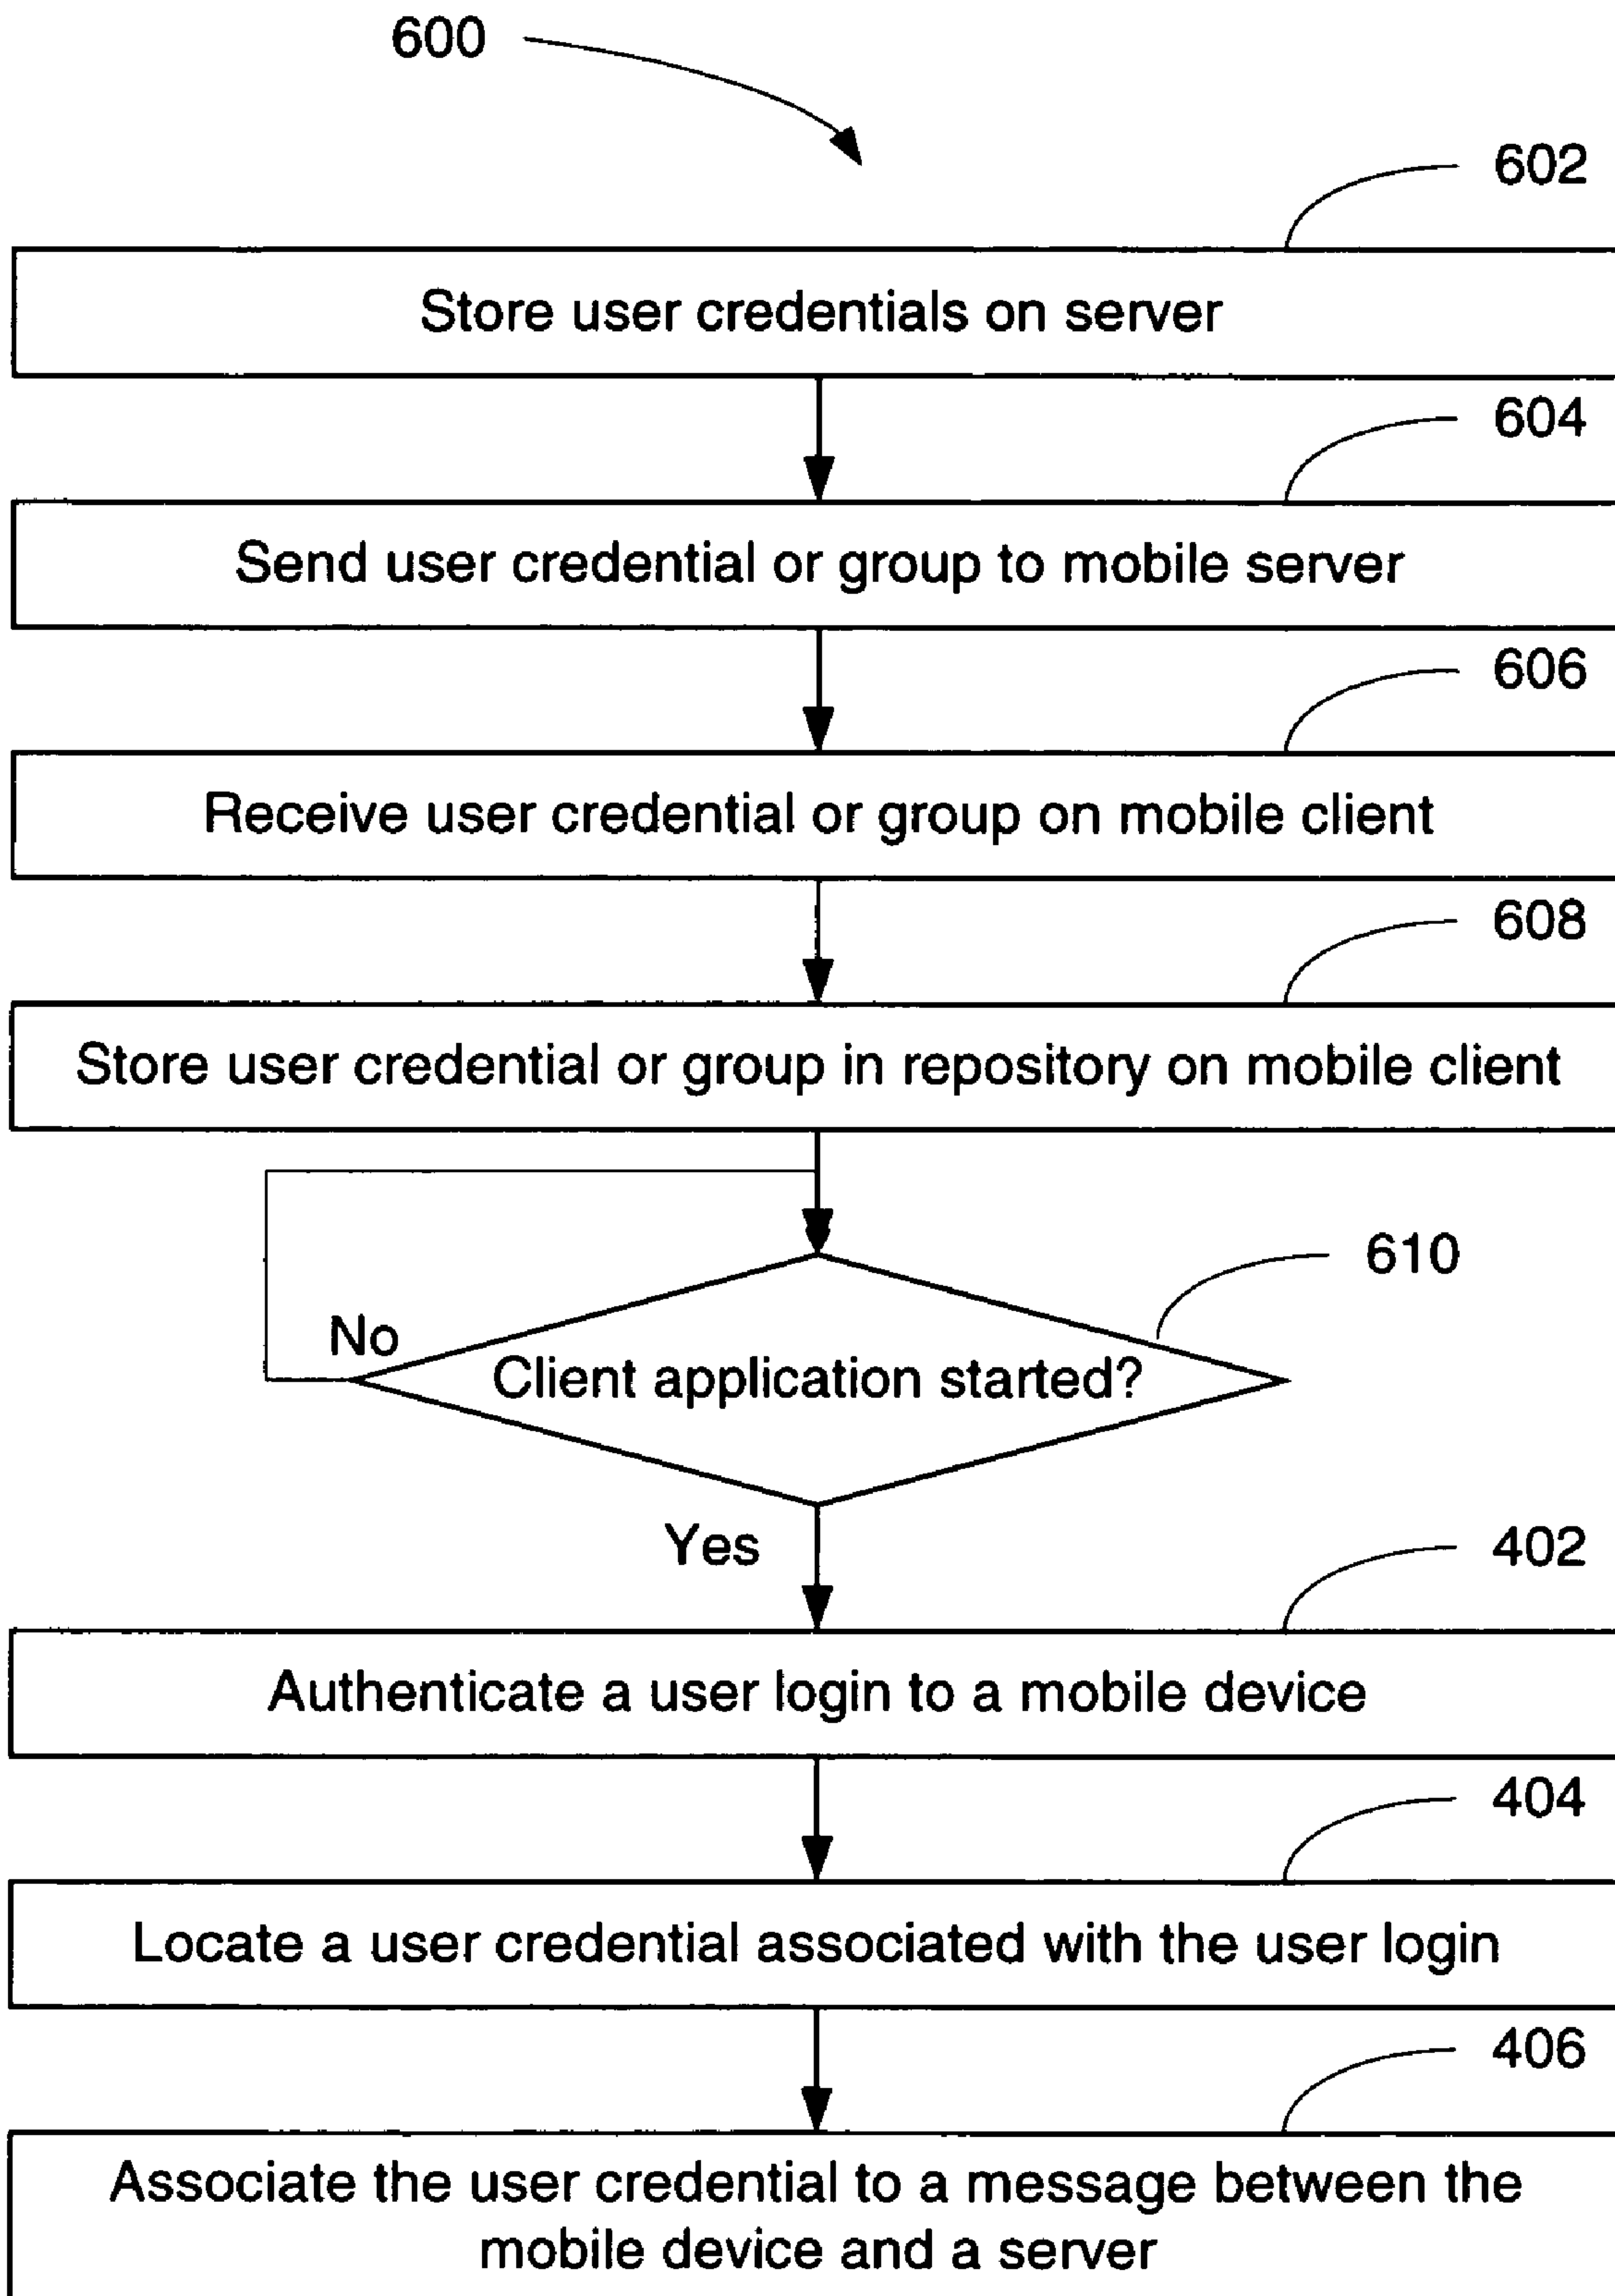 600
602
Store user credentials on server
604
Send user credential or group to mobile server
606
Receive user credential or group on mobile client
608
Store user credential or group in repository on mobile client
610
No
Client application started?
Yes
402
Authenticate a user login to a mobile device
404
Locate a user credential associated with the user login
406
Associate the user credential to a message between the
mobile device and a server